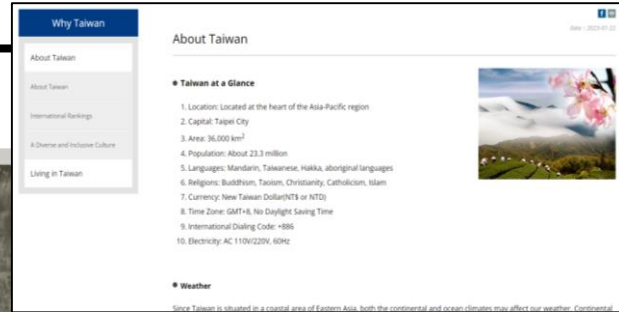 Why Taiwan
About Taiwan
About Taiwan
International Rankings
A Diverse and Inclusive Culture
Living in Taiwan
About Taiwan
● Taiwan at a Glance
1. Location: Located at the heart of the Asia-Pacific region
2. Capital: Taipei City
3. Area: 36,000 km²
4. Population: About 23.3 million
5. Languages: Mandarin, Taiwanese, Hakka, aboriginal languages
6. Religions: Buddhism, Taoism, Christianity, Catholicism, Islam
7. Currency: New Taiwan Dollar(NT$ or NTD)
8. Time Zone: GMT+8, No Daylight Saving Time
9. International Dialing Code: +886
10. Electricity: AC 110V/220V, 60Hz
● Weather
Since Taiwan is situated in a coastal area of Eastern Asia, both the continental and ocean climates may affect our weather. Continental